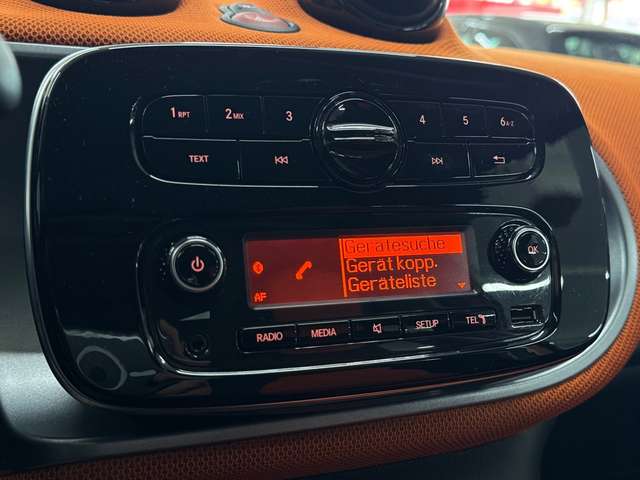 1 RPT 2 MIX 3 4 5 6 A-Z
TEXT
Gerätesuche
Gerät kopp.
Geräteliste
AF
OK
RADIO MEDIA SETUP TEL